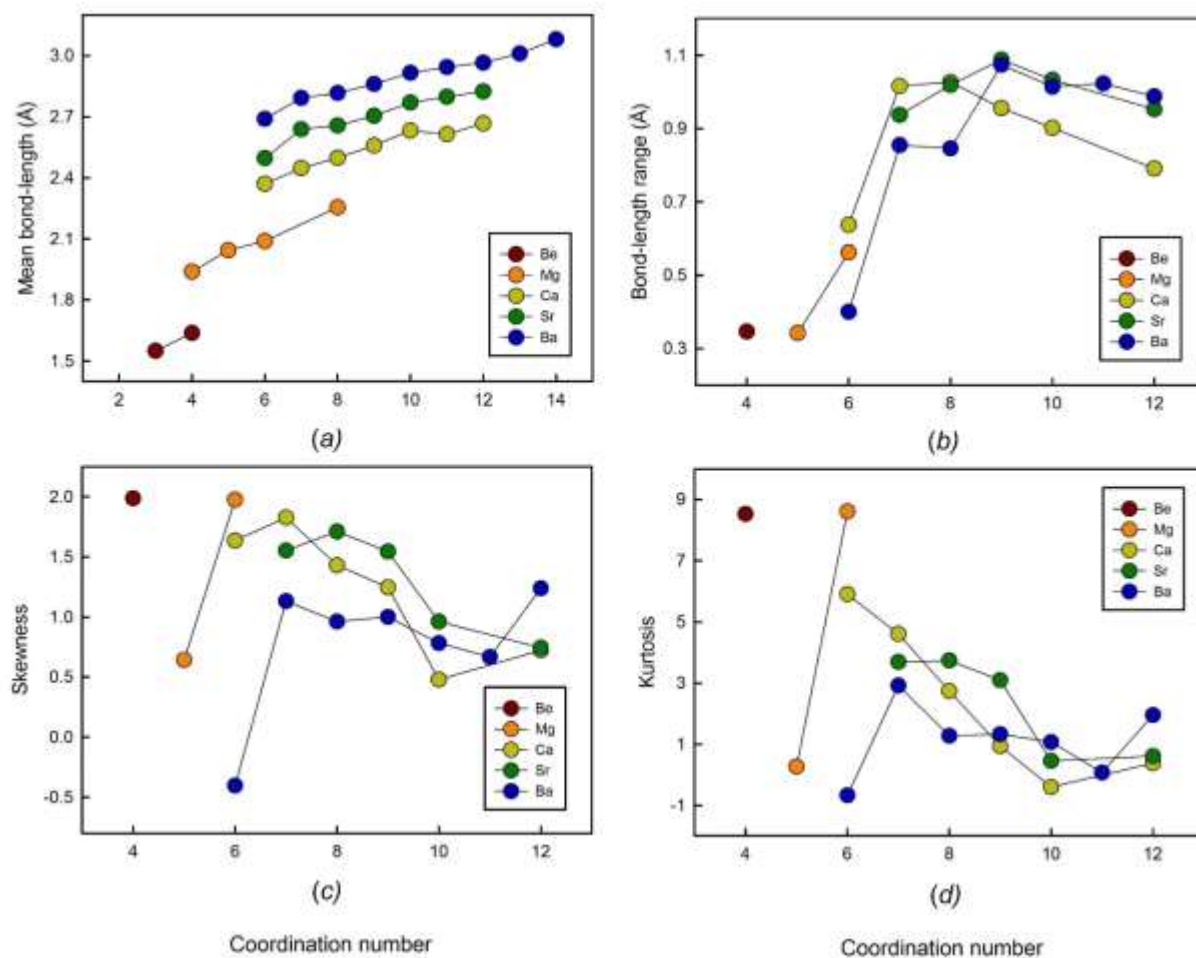 Mean bond-length (Å)
3.0
2.7
2.4
2.1
1.8
1.5
2 4 6 8 10 12 14
Be
Mg
Ca
Sr
Ba
(a)
Bond-length range (Å)
1.1
0.9
0.7
0.5
0.3
4 6 8 10 12
Be
Mg
Ca
Sr
Ba
(b)
Skewness
2.0
1.5
1.0
0.5
0.0
-0.5
4 6 8 10 12
Be
Mg
Ca
Sr
Ba
(c)
Kurtosis
9
7
5
3
1
-1
4 6 8 10 12
Be
Mg
Ca
Sr
Ba
(d)
Coordination number
Coordination number